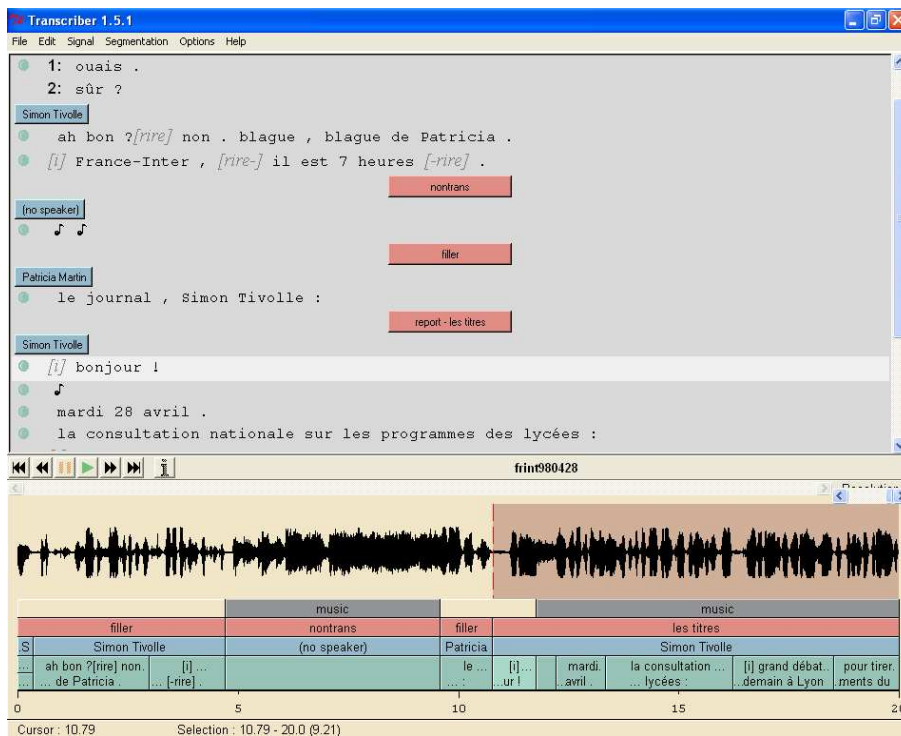 Transcriber 1.5.1
File Edit Signal Segmentation Options Help
1: ouais .
2: sûr ?
Simon Tivolle
ah bon ?[rire] non . blague , blague de Patricia .
[i] France-Inter , [rire-] il est 7 heures [-rire] .
nontrans
(no speaker)
♪ ♪
filler
Patricia Martin
le journal , Simon Tivolle :
report - les titres
Simon Tivolle
[i] bonjour !
♪
mardi 28 avril .
la consultation nationale sur les programmes des lycées :
frint980428
music music
filler nontrans filler les titres
.S Simon Tivolle (no speaker) Patricia Simon Tivolle
... ah bon ?[rire] non. [i] ... le ... [i]... mardi. la consultation ... [i] grand débat.. pour tirer.
... ... de Patricia . ... [-rire] . ... : ...ur ! ...avril . ... lycées : ...demain à Lyon .ments du
0 5 10 15 20
Cursor : 10.79 Selection : 10.79 - 20.0 (9.21)